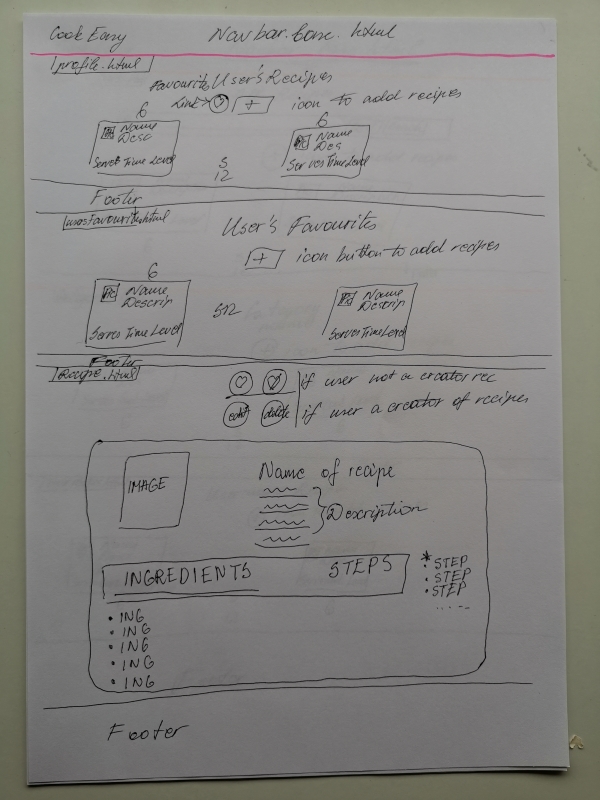 Cook Easy Navbar.base.html
profile.html
Favourite User's Recipes
Link → + icon to add recipes
6 6
Name Name
Desc Des
Serves Time Level S Serves Time Level
12
Footer
usersFavourite.html User's Favourites
+ icon button to add recipes
6
Pic Name Pic Name
Descrip S12 Descrip
Serves Time Level Serves Time Level
Footer
Recipe.html
if user not a creator rec
edit delete if user a creator of recipes
IMAGE Name of recipe
Description
INGREDIENTS STEPS
* STEP
• STEP
• STEP
.....
• ING
• ING
• ING
• ING
• ING
Footer